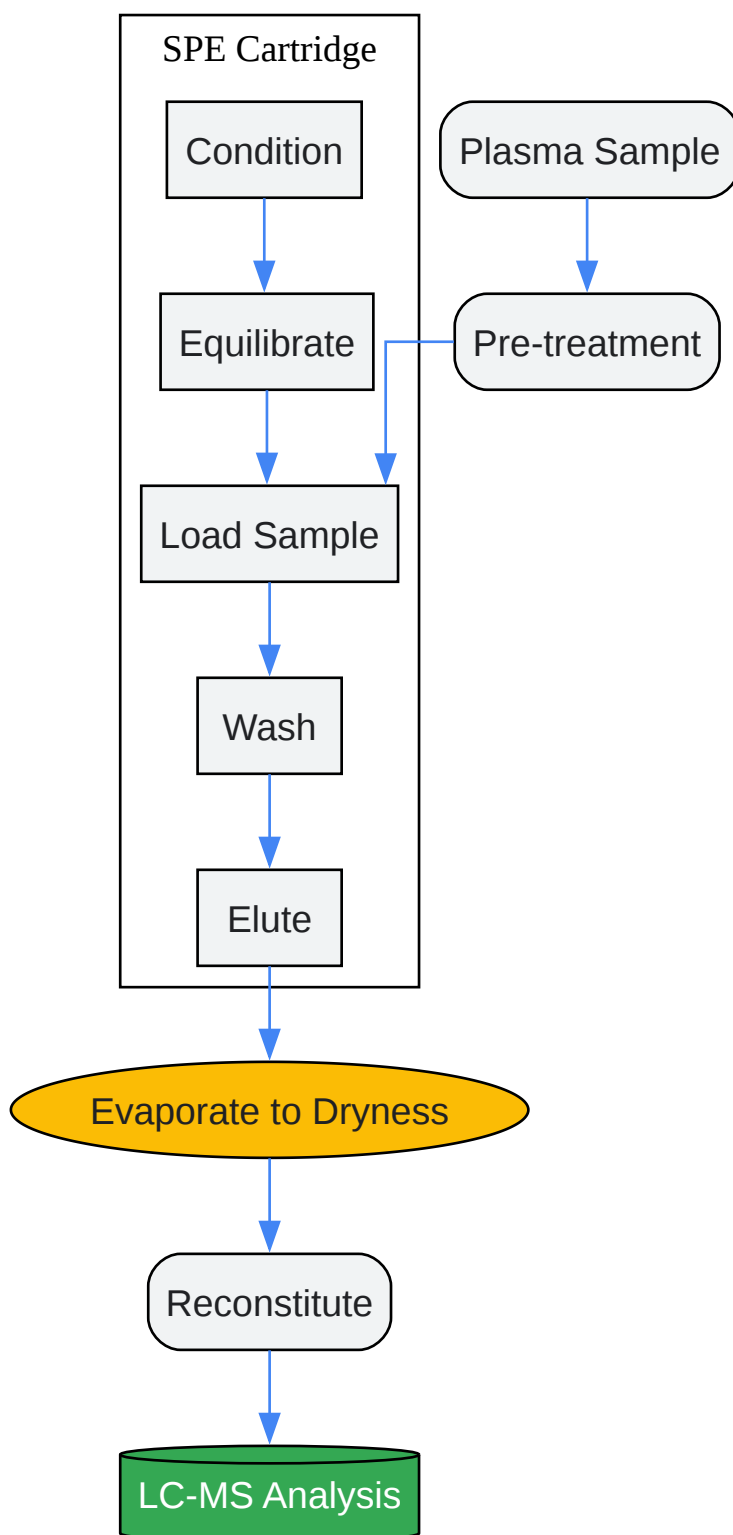 SPE Cartridge
Condition
Plasma Sample
Equilibrate
Pre-treatment
Load Sample
Wash
Elute
Evaporate to Dryness
Reconstitute
LC-MS Analysis